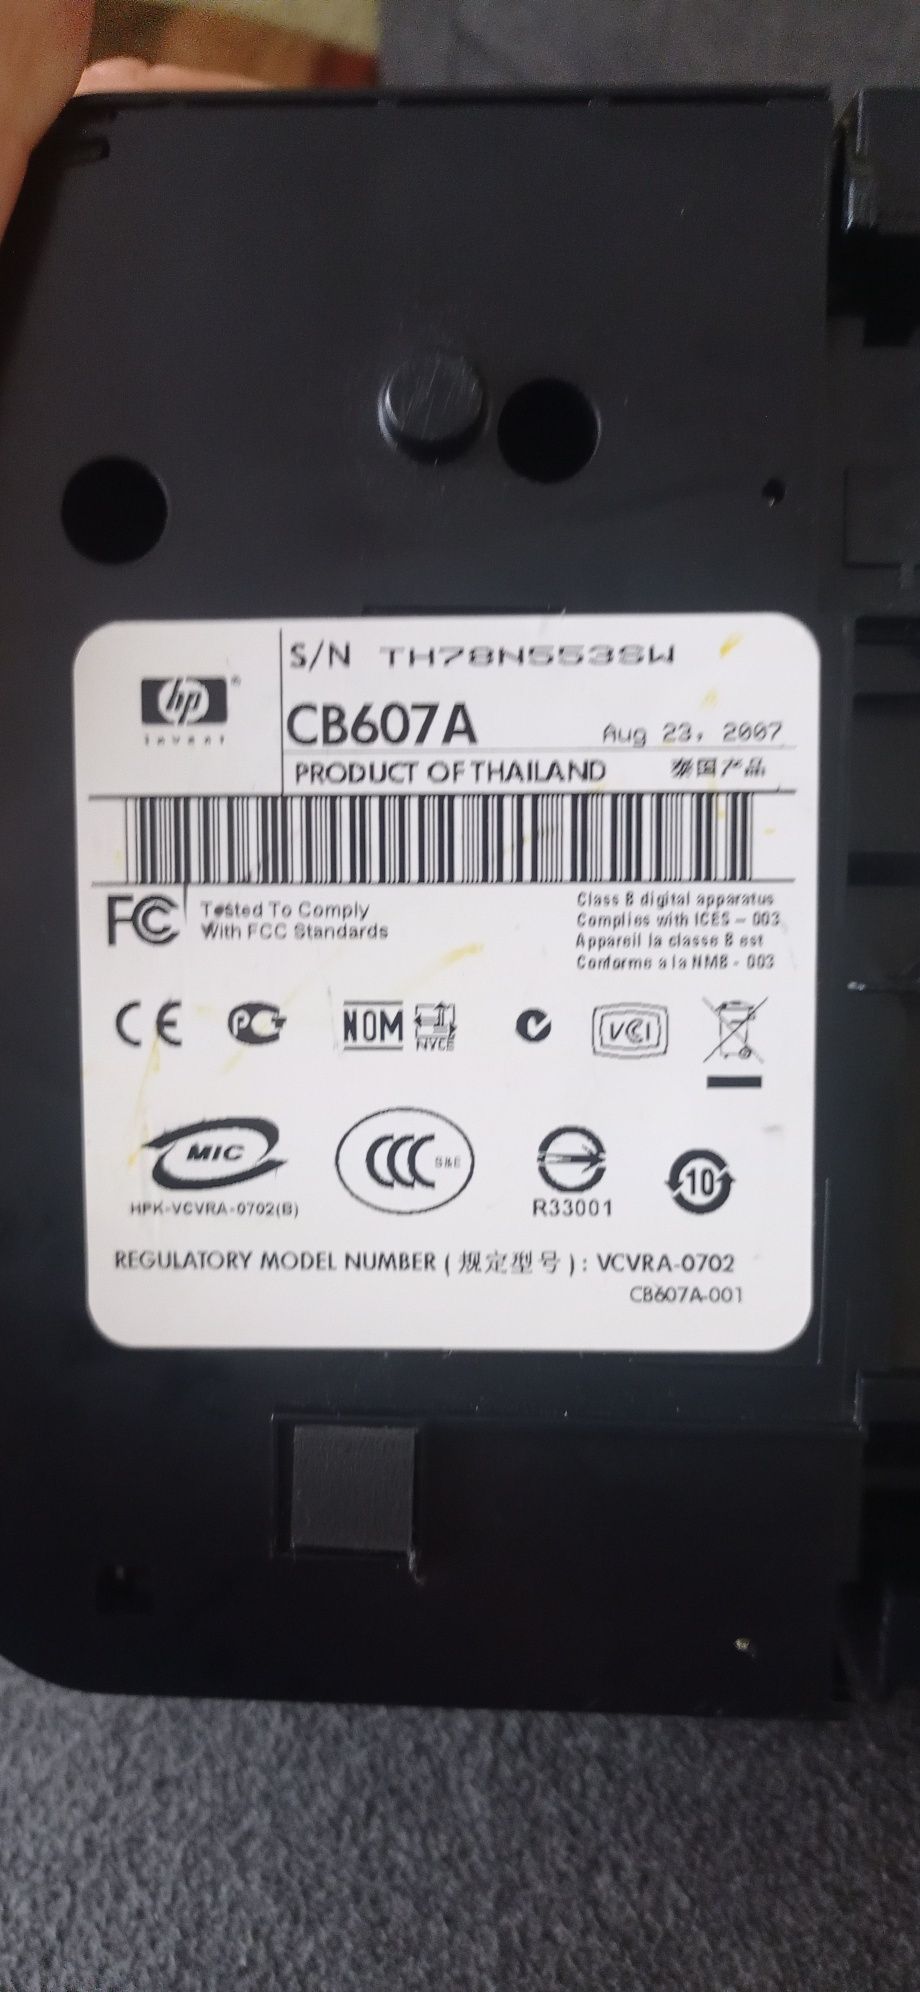 S/N TH78N553SW
hp
invent
CB607A Aug 23, 2007
PRODUCT OF THAILAND 泰国产品
FC Tested To Comply
With FCC Standards
Class B digital apparatus
Complies with ICES - 003
Appareil la classe B est
Conforme a la NMB - 003
CE PCT NOM NYCE VCI
MIC CCC S&E 10
HPK-VCVRA-0702(B) R33001
REGULATORY MODEL NUMBER ( 规定型号 ) : VCVRA-0702
CB607A-001